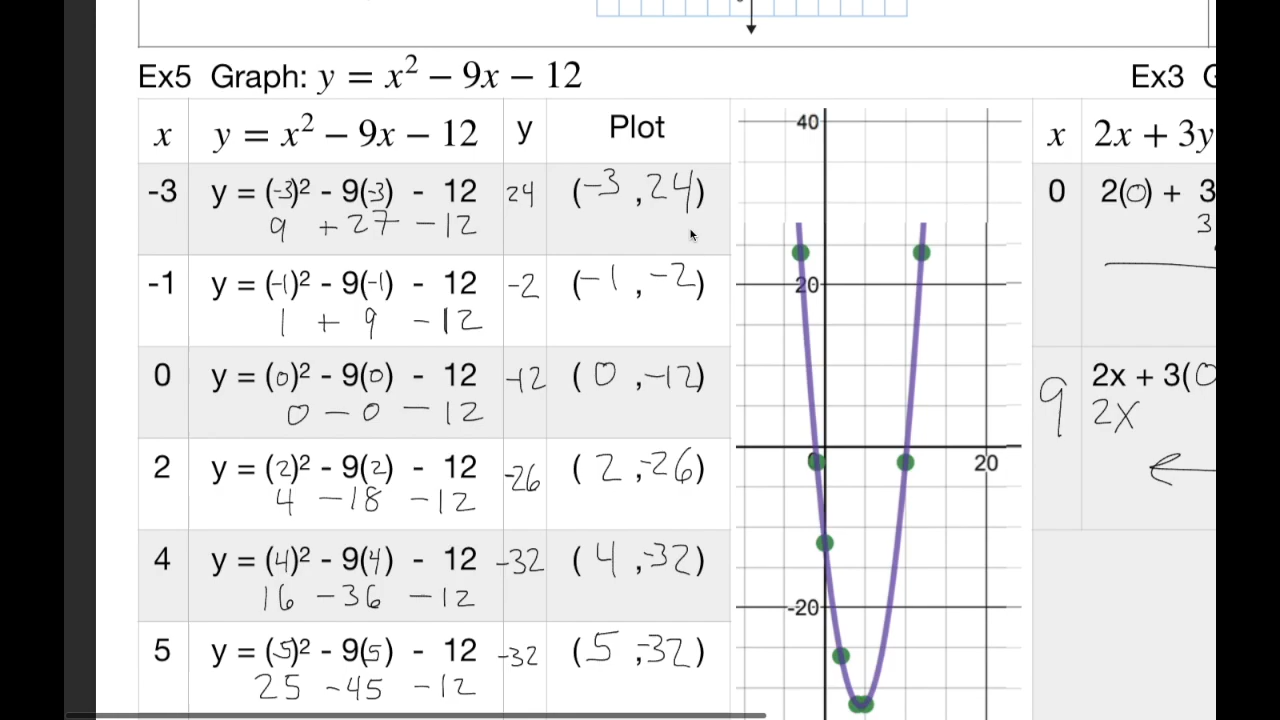 Ex5 Graph: y = x² − 9x − 12
Ex3
x y = x² − 9x − 12 y Plot
-3 y = (-3)² - 9(-3) - 12 24 (-3, 24)
9 + 27 - 12
-1 y = (-1)² - 9(-1) - 12 -2 (-1, -2)
1 + 9 - 12
0 y = (0)² - 9(0) - 12 -12 (0, -12)
0 - 0 - 12
2 y = (2)² - 9(2) - 12 -26 (2, -26)
4 - 18 - 12
4 y = (4)² - 9(4) - 12 -32 (4, -32)
16 - 36 - 12
5 y = (5)² - 9(5) - 12 -32 (5, -32)
25 - 45 - 12
40
20
0
20
-20
x 2x + 3y
0 2(0) + 3
3
9 2x + 3(0
2x